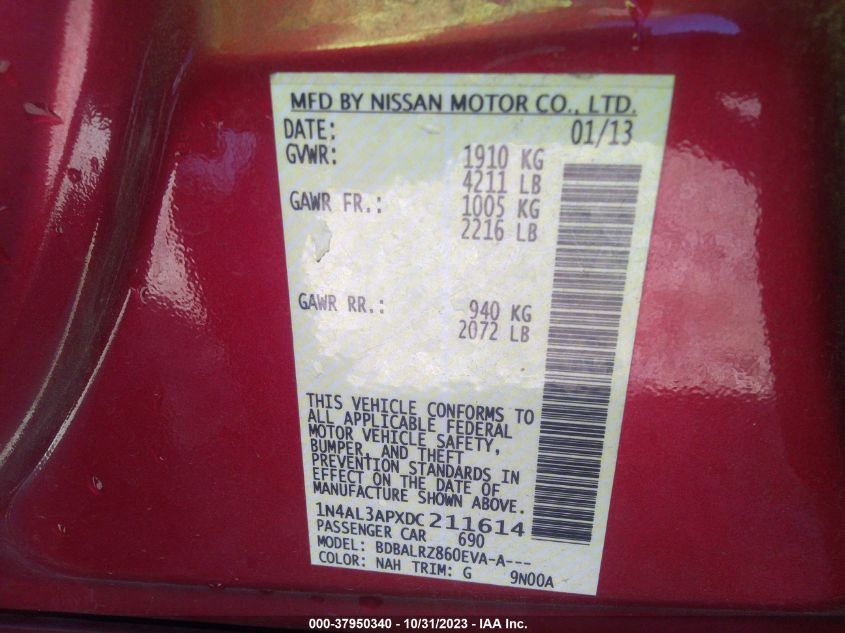 MFD BY NISSAN MOTOR CO., LTD.
DATE: 01/13
GVWR: 1910 KG
4211 LB
GAWR FR.: 1005 KG
2216 LB
GAWR RR.: 940 KG
2072 LB
THIS VEHICLE CONFORMS TO
ALL APPLICABLE FEDERAL
MOTOR VEHICLE SAFETY,
BUMPER, AND THEFT
PREVENTION STANDARDS IN
EFFECT ON THE DATE OF
MANUFACTURE SHOWN ABOVE.
1N4AL3APXDC211614
PASSENGER CAR 690
MODEL: BDBALRZ860EVA-A---
COLOR: NAH TRIM: G 9N00A
000-37950340 - 10/31/2023 - IAA Inc.